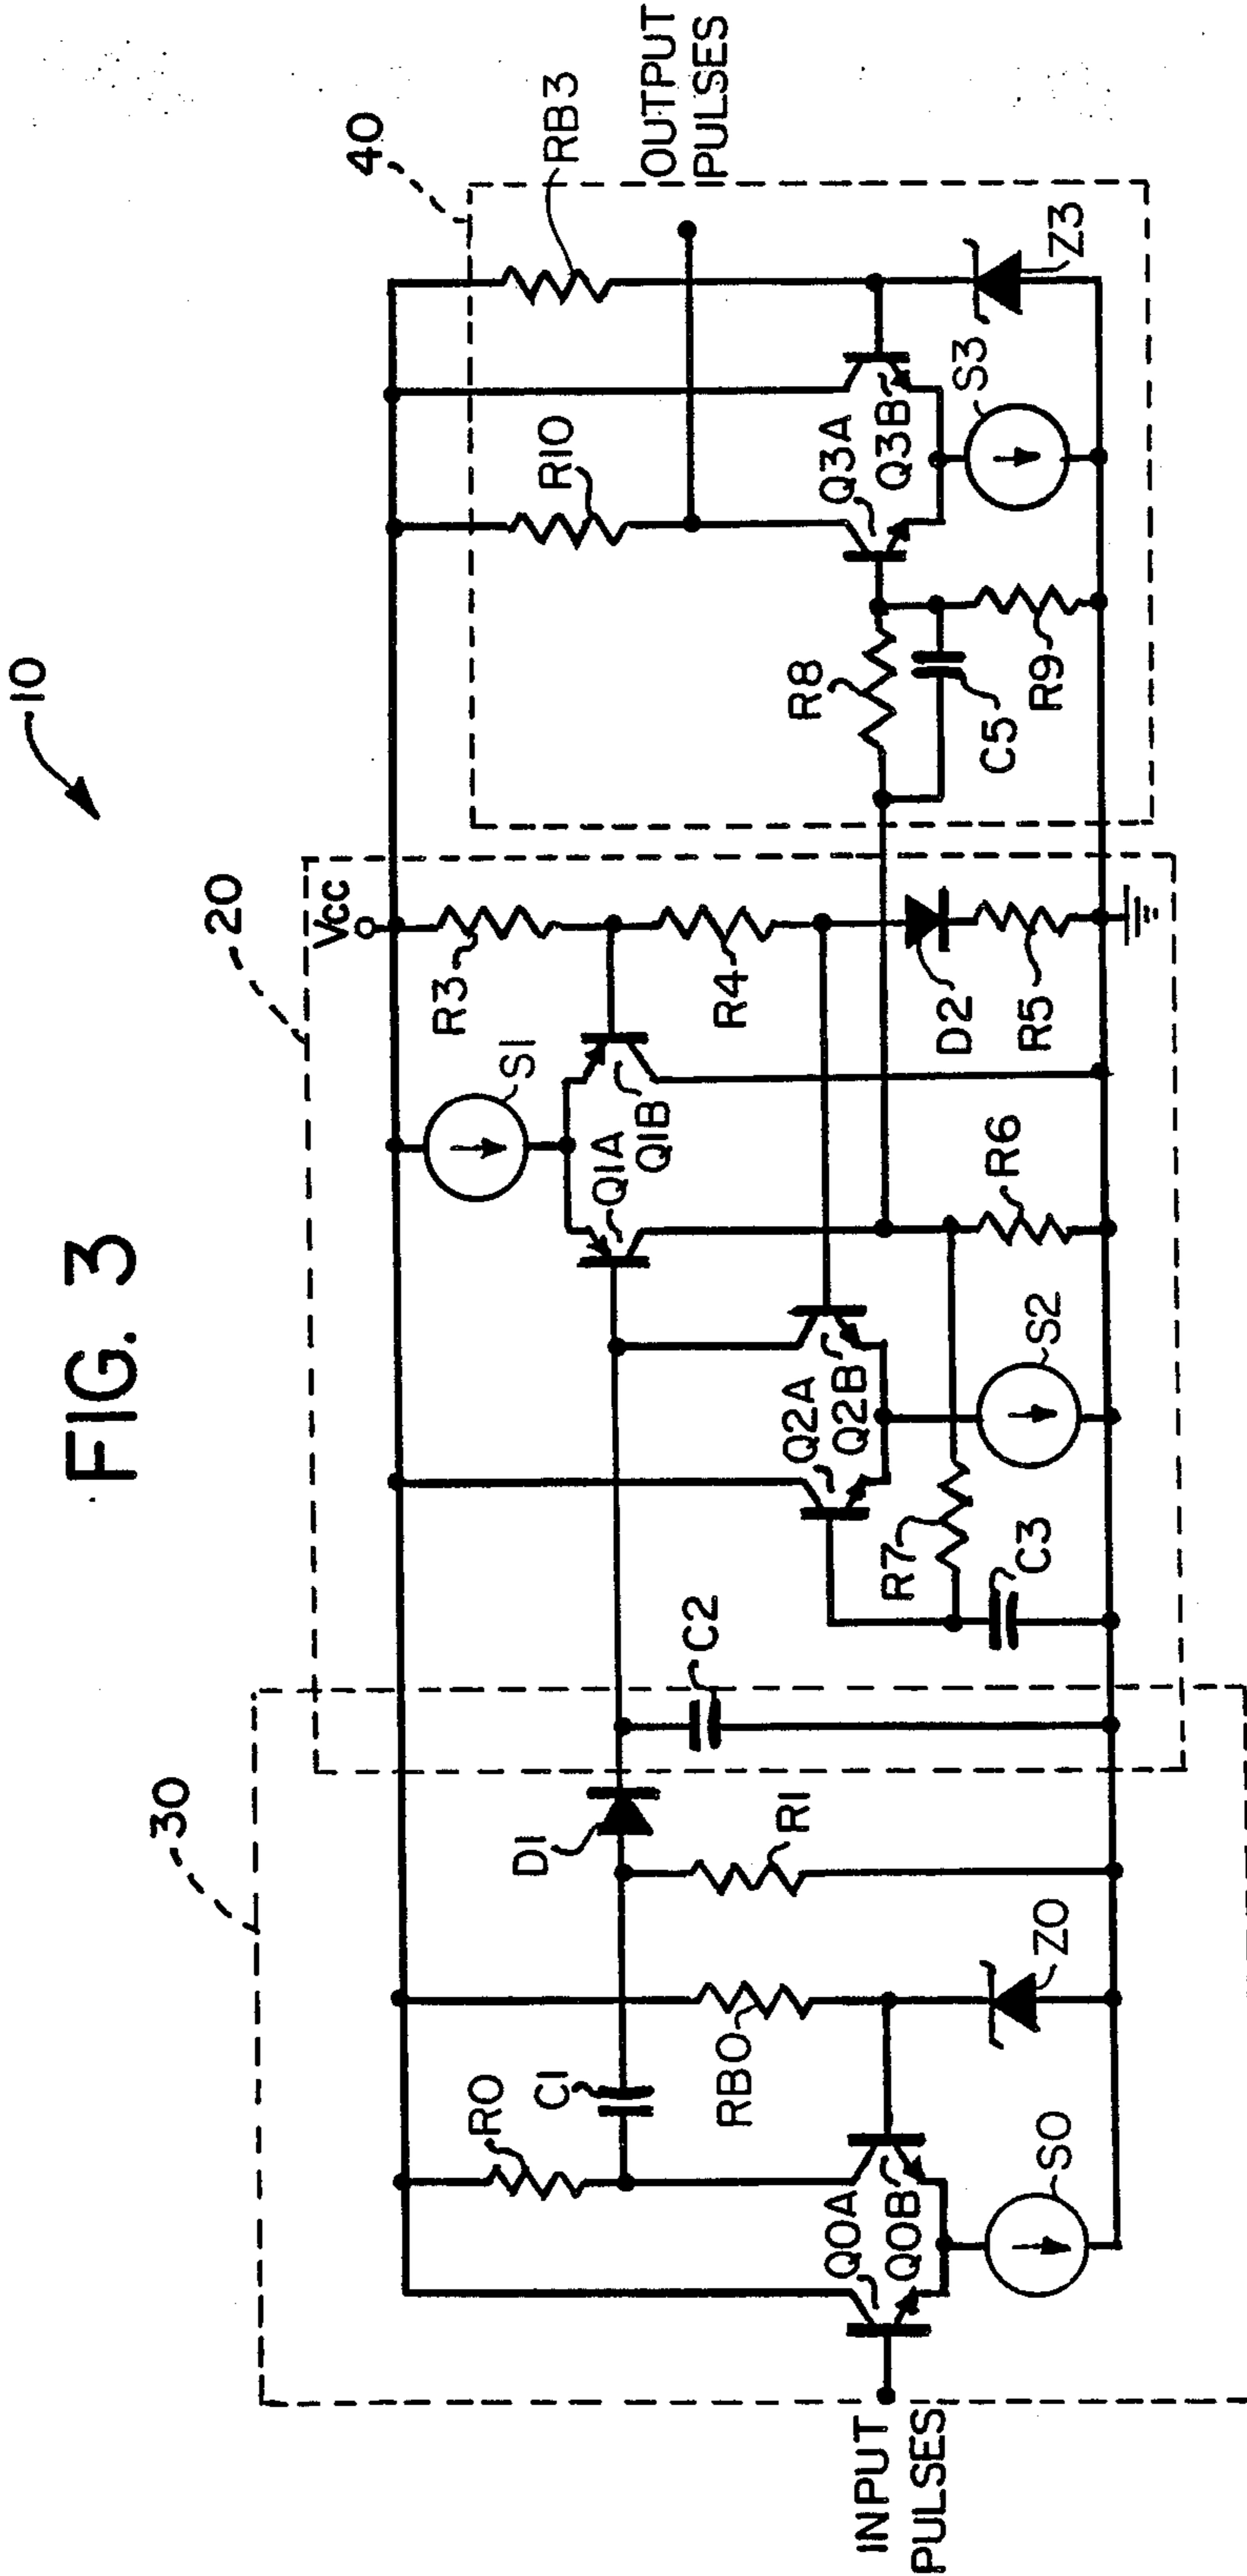 FIG. 3
10
30
20
40
INPUT
PULSES
Q0A
Q0B
S0
R0
C1
RB0
Z0
D1
R1
C2
Q2A
Q2B
R7
C3
S2
R6
Q1A
Q1B
S1
Vcc
R3
R4
D2
R5
R8
C5
R9
Q3A
Q3B
S3
R10
RB3
Z3
OUTPUT
PULSES